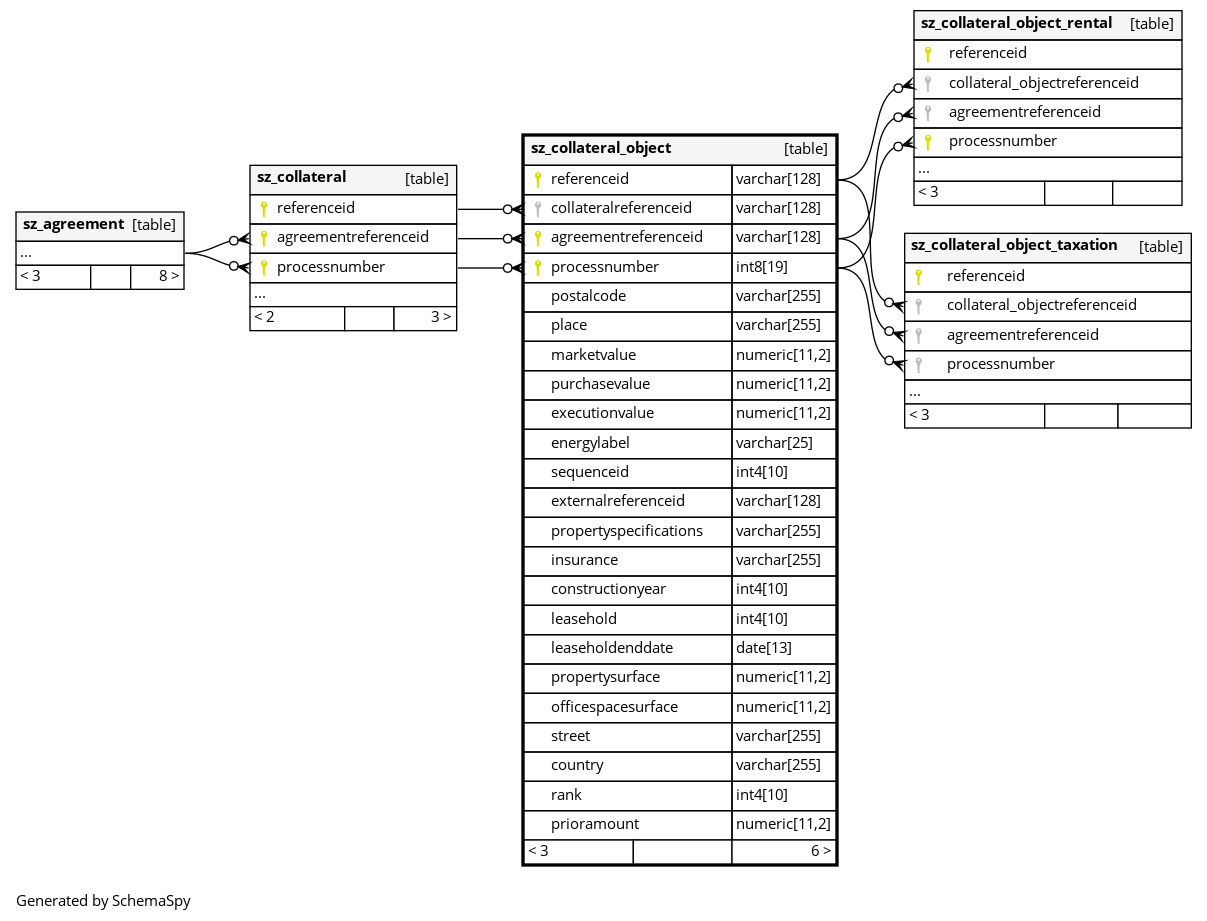 sz_agreement [table]
...
< 3 8 >
sz_collateral [table]
referenceid
agreementreferenceid
processnumber
...
< 2 3 >
sz_collateral_object [table]
referenceid varchar[128]
collateralreferenceid varchar[128]
agreementreferenceid varchar[128]
processnumber int8[19]
postalcode varchar[255]
place varchar[255]
marketvalue numeric[11,2]
purchasevalue numeric[11,2]
executionvalue numeric[11,2]
energylabel varchar[25]
sequenceid int4[10]
externalreferenceid varchar[128]
propertyspecifications varchar[255]
insurance varchar[255]
constructionyear int4[10]
leasehold int4[10]
leaseholdenddate date[13]
propertysurface numeric[11,2]
officespacesurface numeric[11,2]
street varchar[255]
country varchar[255]
rank int4[10]
prioramount numeric[11,2]
< 3 6 >
sz_collateral_object_rental [table]
referenceid
collateral_objectreferenceid
agreementreferenceid
processnumber
...
< 3
sz_collateral_object_taxation [table]
referenceid
collateral_objectreferenceid
agreementreferenceid
processnumber
...
< 3
Generated by SchemaSpy